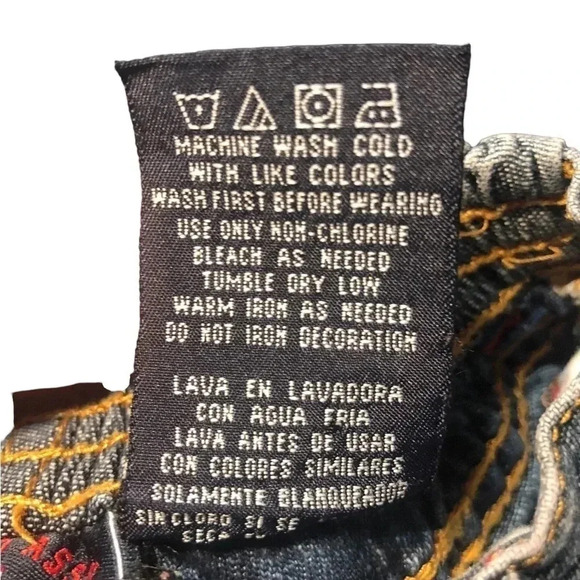 MACHINE WASH COLD
WITH LIKE COLORS
WASH FIRST BEFORE WEARING
USE ONLY NON-CHLORINE
BLEACH AS NEEDED
TUMBLE DRY LOW
WARM IRON AS NEEDED
DO NOT IRON DECORATION
LAVA EN LAVADORA
CON AGUA FRIA
LAVA ANTES DE USAR
CON COLORES SIMILARES
SOLAMENTE BLANQUEADOR
SIN CLORO SI SE